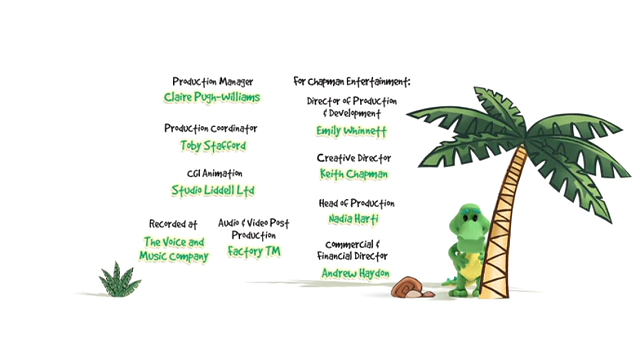 Production Manager
Claire Pugh-Williams
Production Coordinator
Toby Stafford
CGI Animation
Studio Liddell Ltd
Recorded at
The Voice and
Music Company
Audio & Video Post
Production
Factory TM
For Chapman Entertainment:
Director of Production
& Development
Emily Whinnett
Creative Director
Keith Chapman
Head of Production
Nadia Harti
Commercial &
Financial Director
Andrew Haydon